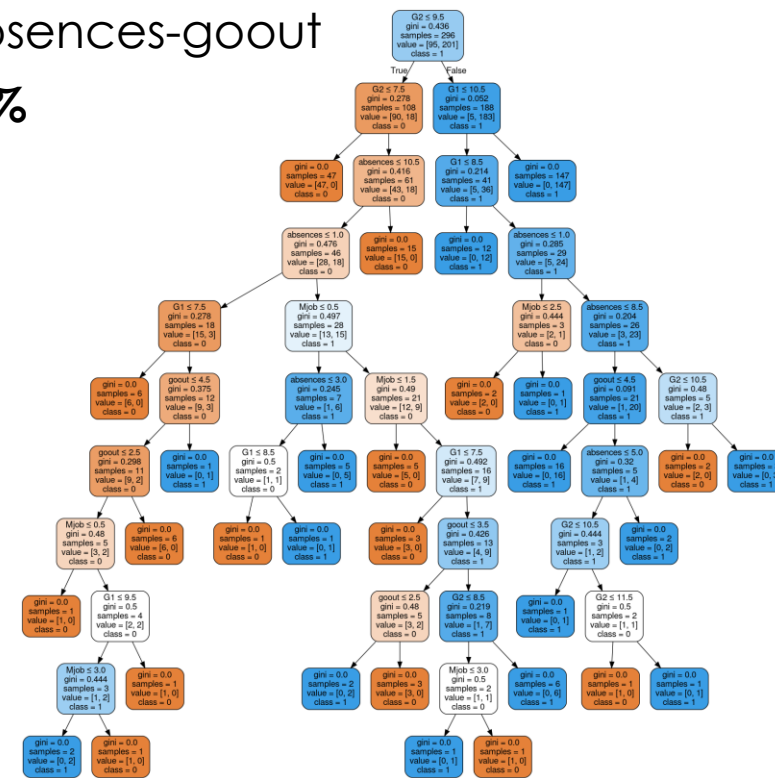 osences-goout
%
G2 ≤ 9.5
gini = 0.436
samples = 296
value = [95, 201]
class = 1
True
False
G2 ≤ 7.5
gini = 0.278
samples = 108
value = [90, 18]
class = 0
G1 ≤ 10.5
gini = 0.052
samples = 188
value = [5, 183]
class = 1
gini = 0.0
samples = 47
value = [47, 0]
class = 0
absences ≤ 10.5
gini = 0.416
samples = 61
value = [43, 18]
class = 0
G1 ≤ 8.5
gini = 0.214
samples = 41
value = [5, 36]
class = 1
gini = 0.0
samples = 147
value = [0, 147]
class = 1
absences ≤ 1.0
gini = 0.476
samples = 46
value = [28, 18]
class = 0
gini = 0.0
samples = 15
value = [15, 0]
class = 0
gini = 0.0
samples = 12
value = [0, 12]
class = 1
absences ≤ 1.0
gini = 0.285
samples = 29
value = [5, 24]
class = 1
G1 ≤ 7.5
gini = 0.278
samples = 18
value = [15, 3]
class = 0
Mjob ≤ 0.5
gini = 0.497
samples = 28
value = [13, 15]
class = 1
Mjob ≤ 2.5
gini = 0.444
samples = 3
value = [2, 1]
class = 0
absences ≤ 8.5
gini = 0.204
samples = 26
value = [3, 23]
class = 1
gini = 0.0
samples = 6
value = [6, 0]
class = 0
goout ≤ 4.5
gini = 0.375
samples = 12
value = [9, 3]
class = 0
absences ≤ 3.0
gini = 0.245
samples = 7
value = [1, 6]
class = 1
Mjob ≤ 1.5
gini = 0.49
samples = 21
value = [12, 9]
class = 0
gini = 0.0
samples = 2
value = [2, 0]
class = 0
gini = 0.0
samples = 1
value = [0, 1]
class = 1
goout ≤ 4.5
gini = 0.091
samples = 21
value = [1, 20]
class = 1
G2 ≤ 10.5
gini = 0.48
samples = 5
value = [2, 3]
class = 1
goout ≤ 2.5
gini = 0.298
samples = 11
value = [9, 2]
class = 0
gini = 0.0
samples = 1
value = [0, 1]
class = 1
G1 ≤ 8.5
gini = 0.5
samples = 2
value = [1, 1]
class = 0
gini = 0.0
samples = 5
value = [0, 5]
class = 1
gini = 0.0
samples = 5
value = [5, 0]
class = 0
G1 ≤ 7.5
gini = 0.492
samples = 16
value = [7, 9]
class = 1
gini = 0.0
samples = 16
value = [0, 16]
class = 1
absences ≤ 5.0
gini = 0.32
samples = 5
value = [1, 4]
class = 1
gini = 0.0
samples = 2
value = [2, 0]
class = 0
gini = 0.0
samples =
value = [0,
class = 1
Mjob ≤ 0.5
gini = 0.48
samples = 5
value = [3, 2]
class = 0
gini = 0.0
samples = 6
value = [6, 0]
class = 0
gini = 0.0
samples = 1
value = [1, 0]
class = 0
gini = 0.0
samples = 1
value = [0, 1]
class = 1
gini = 0.0
samples = 3
value = [3, 0]
class = 0
goout ≤ 3.5
gini = 0.426
samples = 13
value = [4, 9]
class = 1
G2 ≤ 10.5
gini = 0.444
samples = 3
value = [1, 2]
class = 1
gini = 0.0
samples = 2
value = [0, 2]
class = 1
gini = 0.0
samples = 1
value = [1, 0]
class = 0
G1 ≤ 9.5
gini = 0.5
samples = 4
value = [2, 2]
class = 0
goout ≤ 2.5
gini = 0.48
samples = 5
value = [3, 2]
class = 0
G2 ≤ 8.5
gini = 0.219
samples = 8
value = [1, 7]
class = 1
gini = 0.0
samples = 1
value = [0, 1]
class = 1
G2 ≤ 11.5
gini = 0.5
samples = 2
value = [1, 1]
class = 0
Mjob ≤ 3.0
gini = 0.444
samples = 3
value = [1, 2]
class = 1
gini = 0.0
samples = 1
value = [1, 0]
class = 0
gini = 0.0
samples = 2
value = [0, 2]
class = 1
gini = 0.0
samples = 3
value = [3, 0]
class = 0
Mjob ≤ 3.0
gini = 0.5
samples = 2
value = [1, 1]
class = 0
gini = 0.0
samples = 6
value = [0, 6]
class = 1
gini = 0.0
samples = 1
value = [1, 0]
class = 0
gini = 0.0
samples = 1
value = [0, 1]
class = 1
gini = 0.0
samples = 2
value = [0, 2]
class = 1
gini = 0.0
samples = 1
value = [1, 0]
class = 0
gini = 0.0
samples = 1
value = [0, 1]
class = 1
gini = 0.0
samples = 1
value = [1, 0]
class = 0